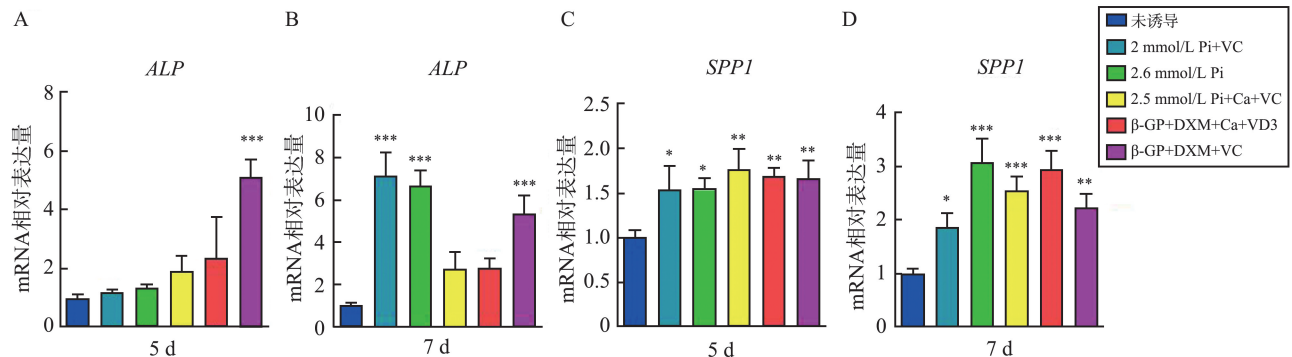 A
ALP
mRNA相对表达量
8
6
4
2
0
***
5 d
B
ALP
mRNA相对表达量
10
8
6
4
2
0
***
***
***
7 d
C
SPP1
mRNA相对表达量
2.5
2.0
1.5
1.0
0.5
0
*
*
**
**
**
5 d
D
SPP1
mRNA相对表达量
4
3
2
1
0
*
***
***
***
**
7 d
未诱导
2 mmol/L Pi+VC
2.6 mmol/L Pi
2.5 mmol/L Pi+Ca+VC
β-GP+DXM+Ca+VD3
β-GP+DXM+VC